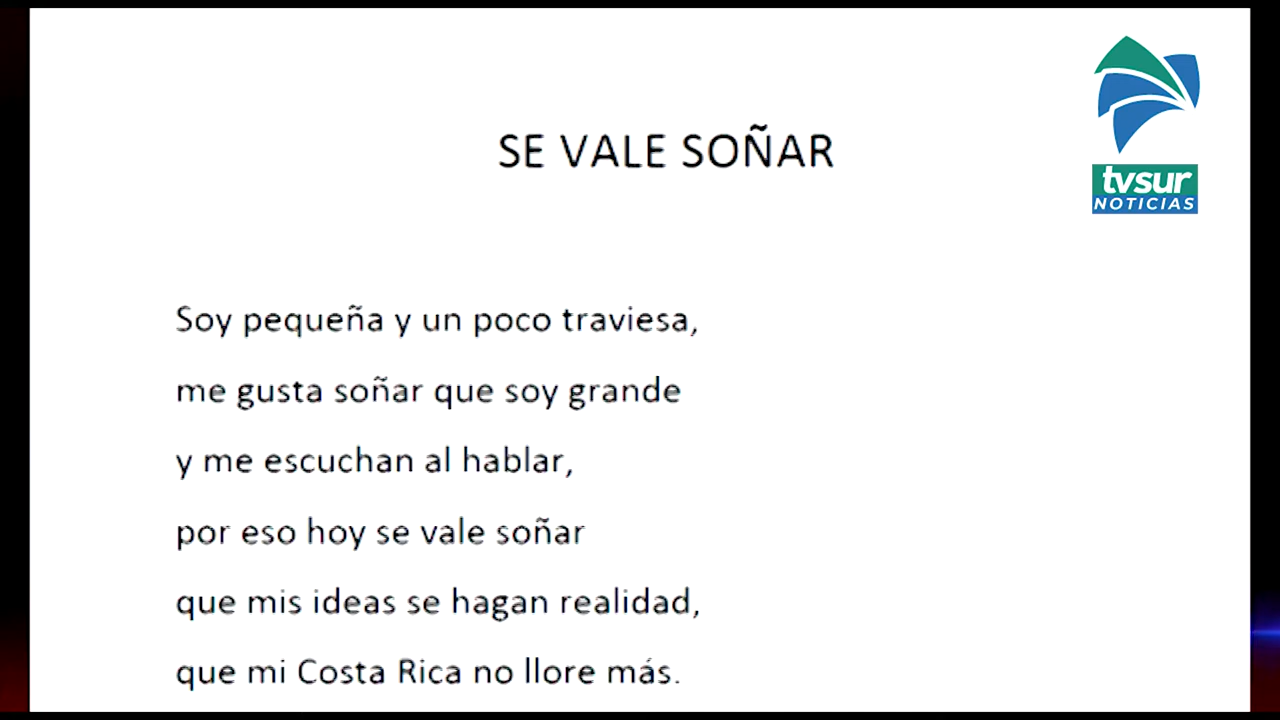 SE VALE SOÑAR
tvsur
NOTICIAS
Soy pequeña y un poco traviesa,
me gusta soñar que soy grande
y me escuchan al hablar,
por eso hoy se vale soñar
que mis ideas se hagan realidad,
que mi Costa Rica no llore más.